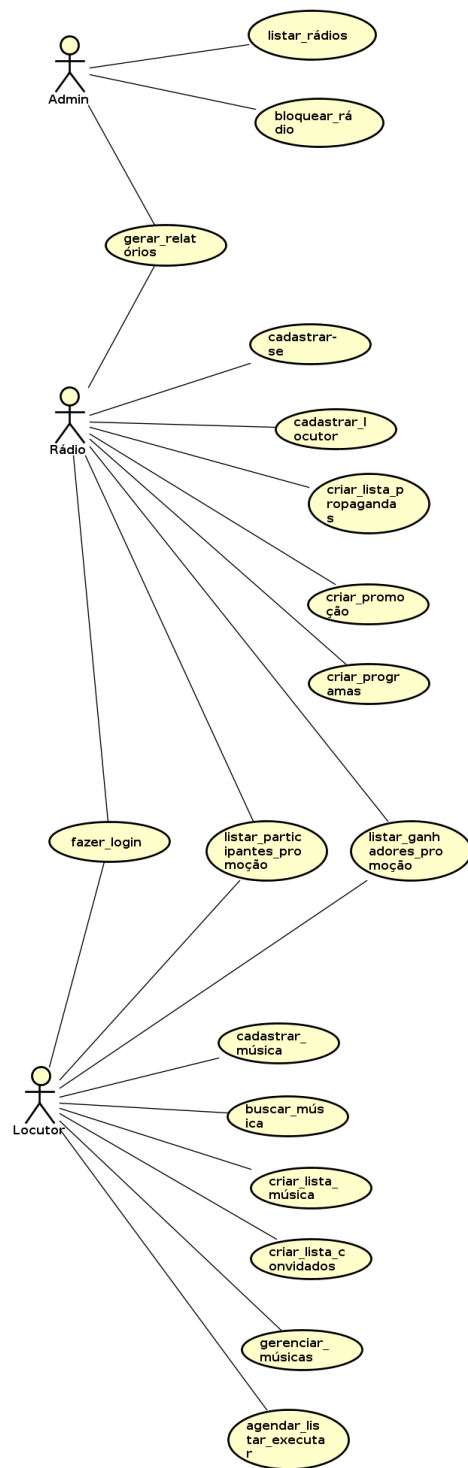 listar_rádios
Admin
bloquear_rá
dio
gerar_relat
órios
cadastrar-
se
Rádio
cadastrar_l
ocutor
criar_lista_p
ropaganda
s
criar_promo
ção
criar_progr
amas
fazer_login
listar_partic
ipantes_pro
moção
listar_ganh
adores_pro
moção
cadastrar_
música
Locutor
buscar_mús
ica
criar_lista_
música
criar_lista_c
onvidados
gerenciar_
músicas
agendar_lis
tar_executa
r